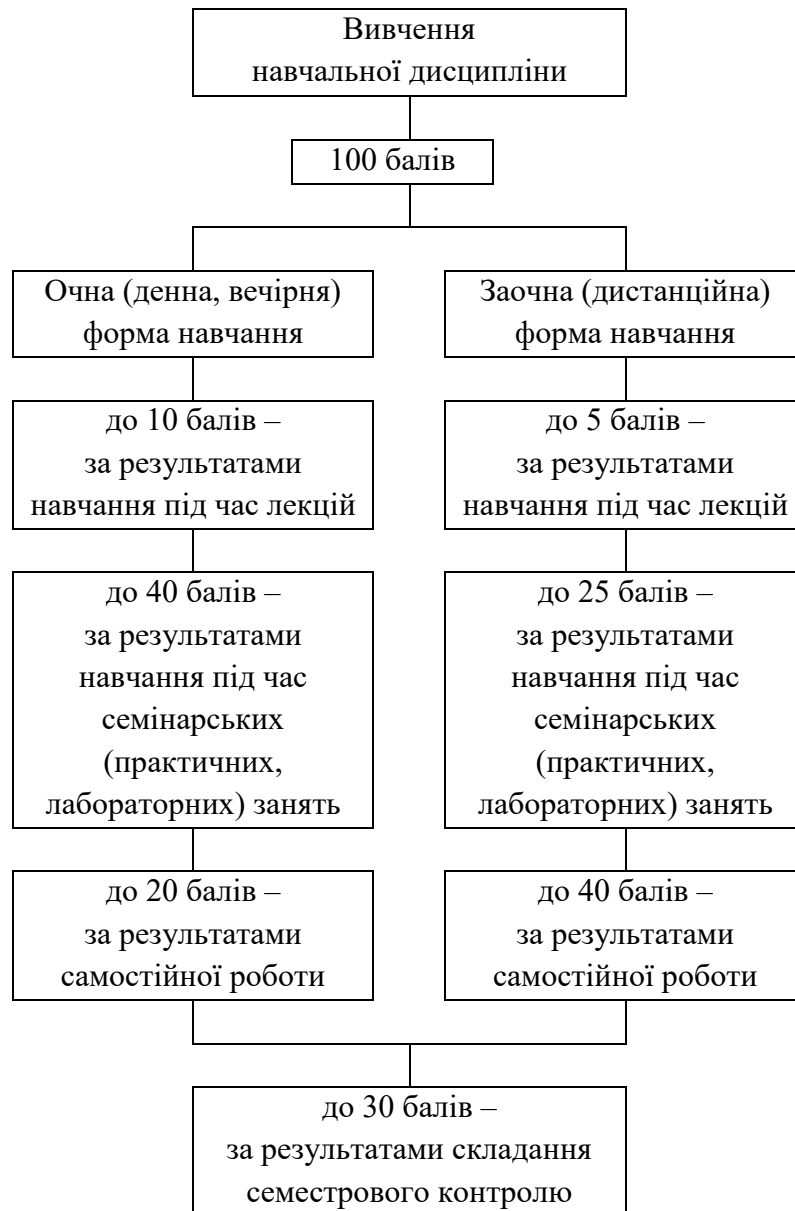 Вивчення
навчальної дисципліни
100 балів
Очна (денна, вечірня)
форма навчання
до 10 балів –
за результатами
навчання під час лекцій
до 40 балів –
за результатами
навчання під час
семінарських
(практичних,
лабораторних) занять
до 20 балів –
за результатами
самостійної роботи
Заочна (дистанційна)
форма навчання
до 5 балів –
за результатами
навчання під час лекцій
до 25 балів –
за результатами
навчання під час
семінарських
(практичних,
лабораторних) занять
до 40 балів –
за результатами
самостійної роботи
до 30 балів –
за результатами складання
семестрового контролю